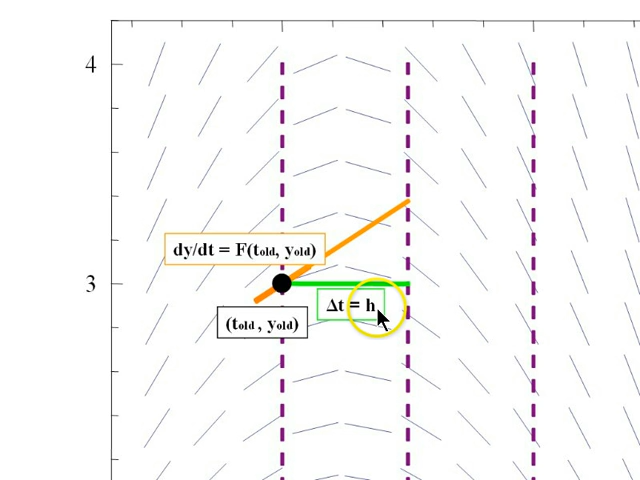 4
dy/dt = F(told, yold)
3
Δt = h
(told , yold)